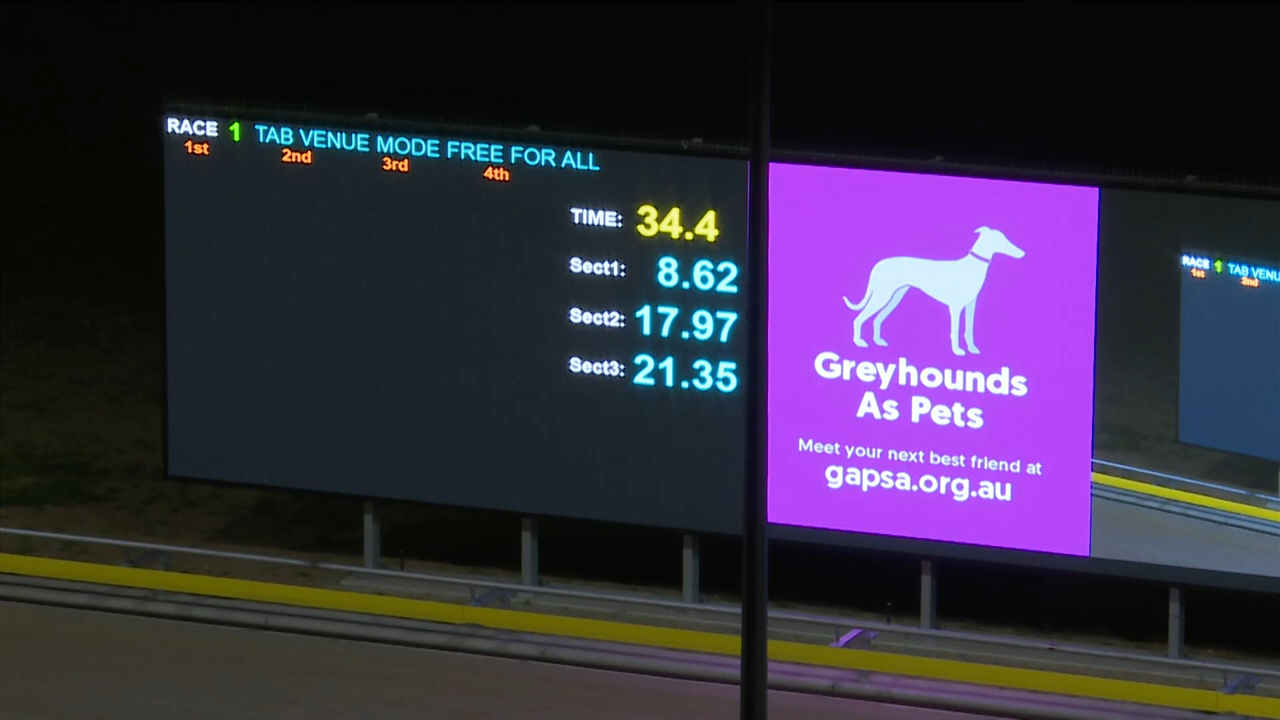 RACE 1 TAB VENUE MODE FREE FOR ALL
1st 2nd 3rd 4th
TIME: 34.4
Sect1: 8.62
Sect2: 17.97
Sect3: 21.35
Greyhounds
As Pets
Meet your next best friend at
gapsa.org.au
RACE 1 TAB VENU
1st 2nd